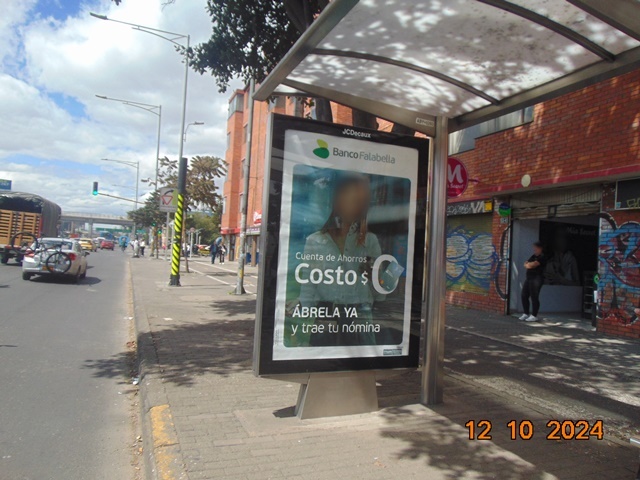 JCDecaux
Banco Falabella
Cuenta de Ahorros
Costo $0
ÁBRELA YA
y trae tu nómina
M
12 10 2024